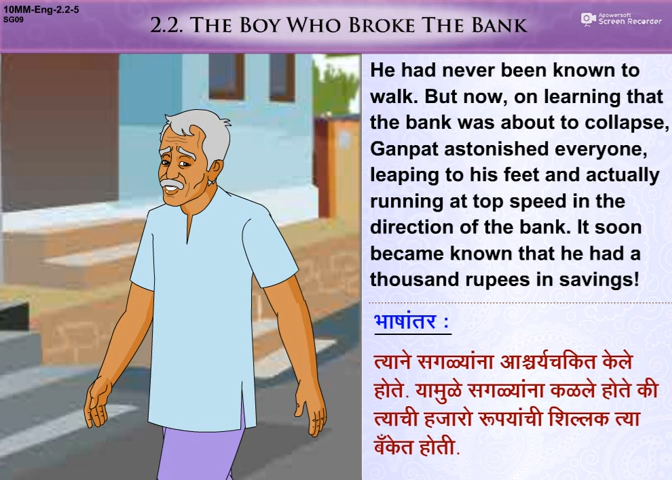 10MM-Eng-2.2-5
SG09
2.2. THE BOY WHO BROKE THE BANK
Apowersoft
Screen Recorder
He had never been known to
walk. But now, on learning that
the bank was about to collapse,
Ganpat astonished everyone,
leaping to his feet and actually
running at top speed in the
direction of the bank. It soon
became known that he had a
thousand rupees in savings!
भाषांतर :
त्याने सगळ्यांना आश्चर्यचकित केले
होते. यामुळे सगळ्यांना कळले होते की
त्याची हजारो रूपयांची शिल्लक त्या
बँकेत होती.